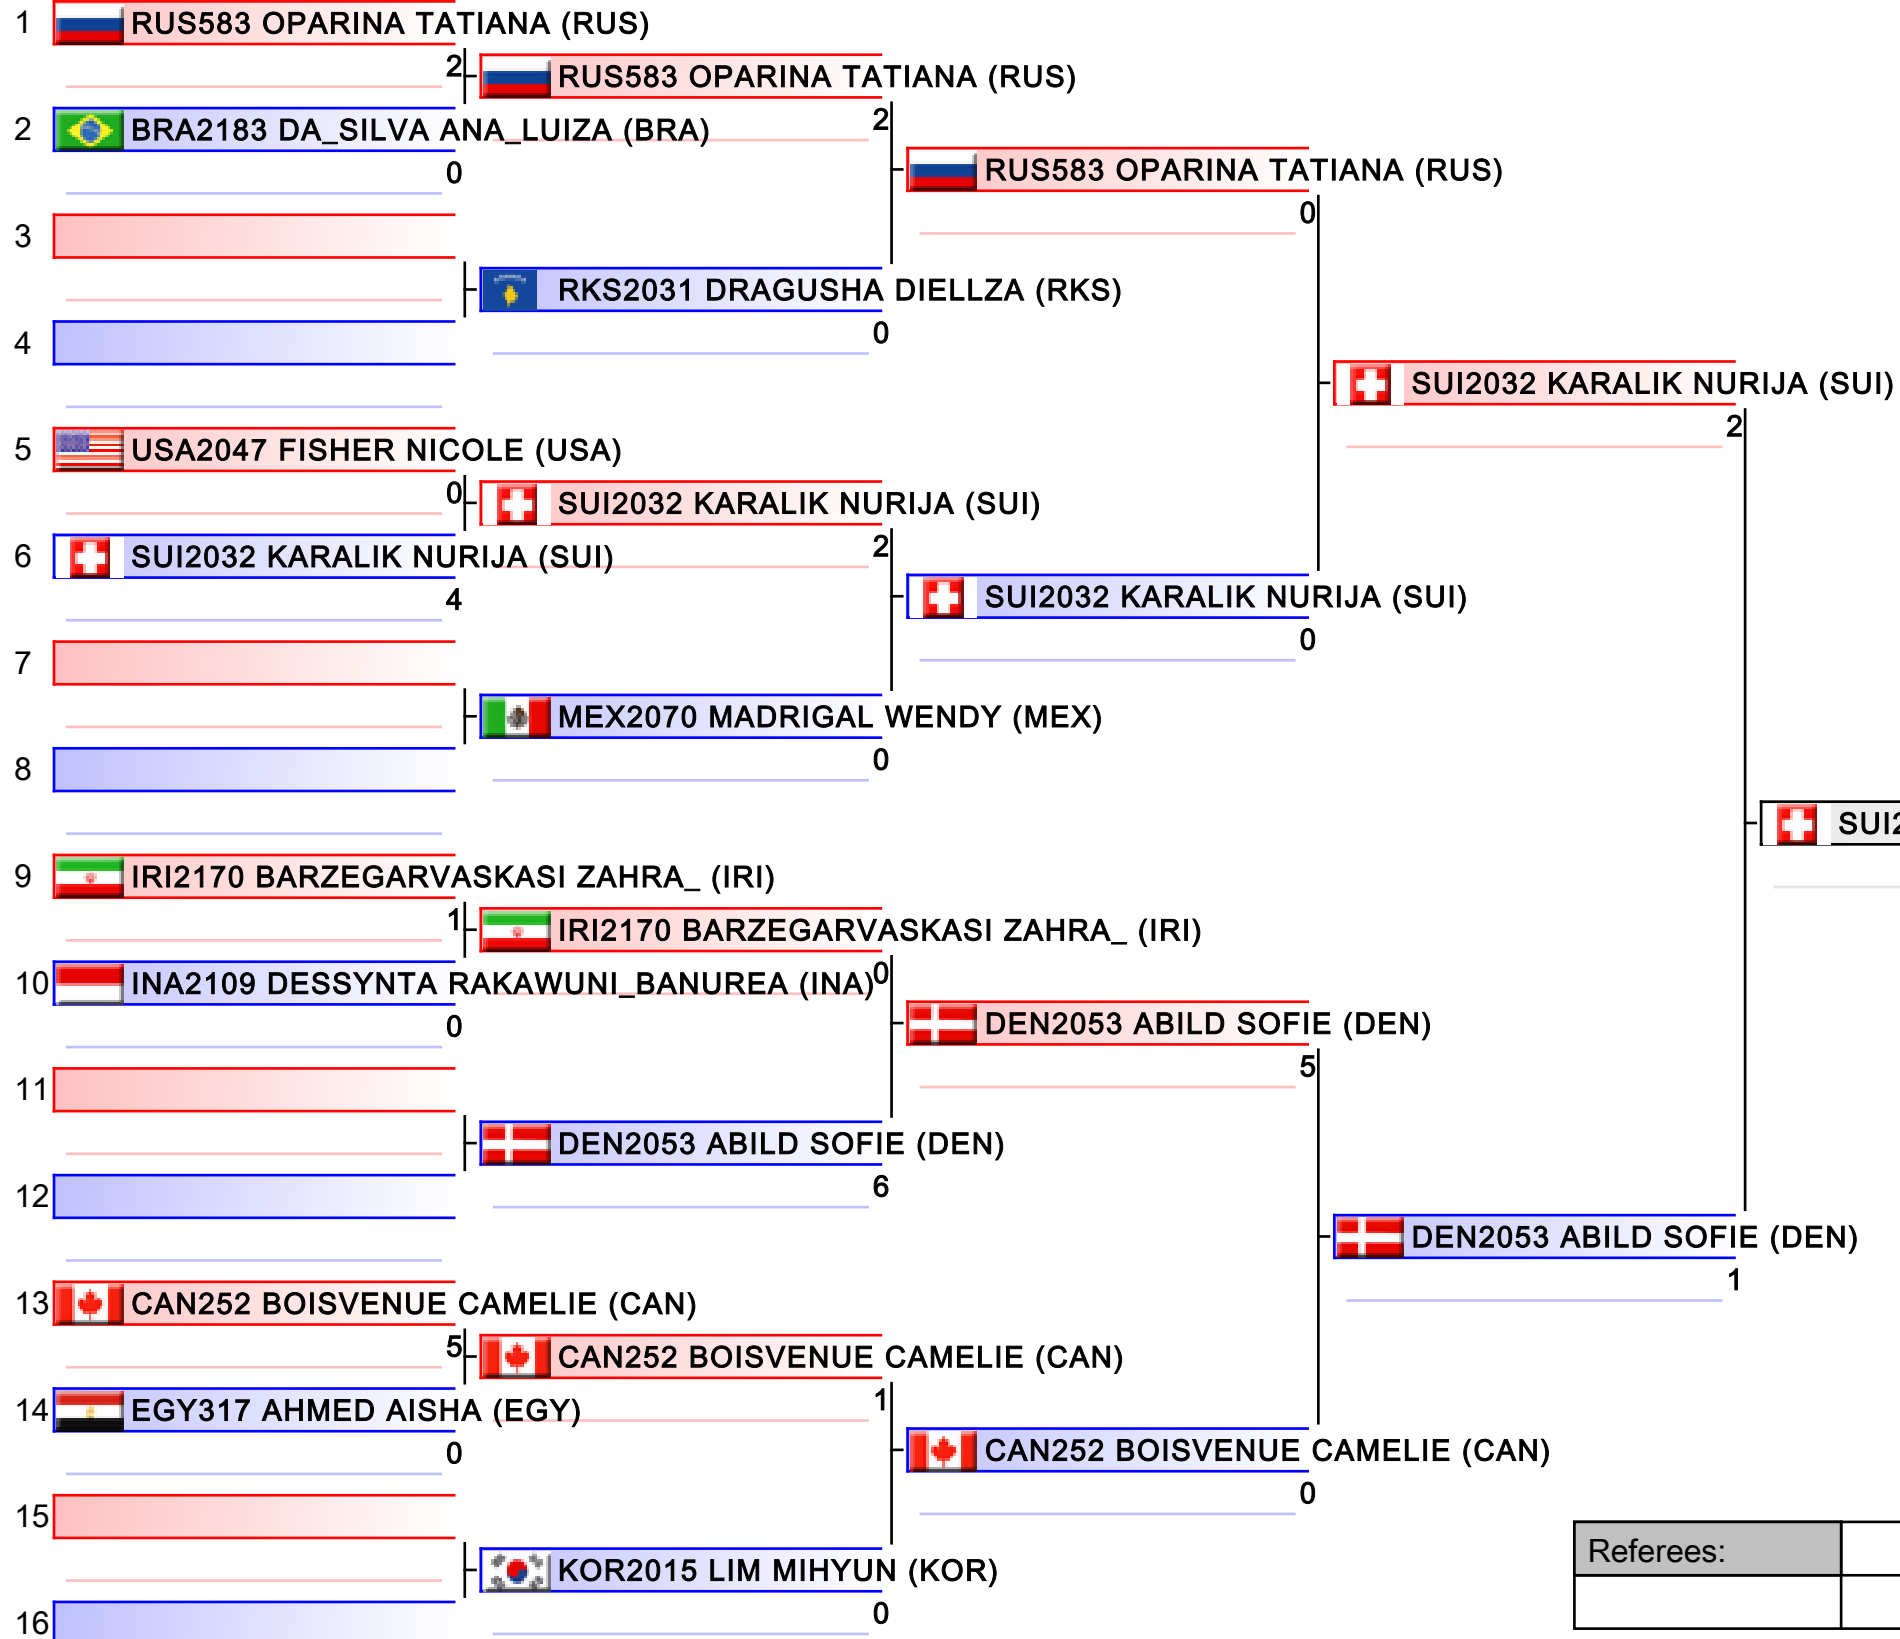 1 RUS583 OPARINA TATIANA (RUS)
2 RUS583 OPARINA TATIANA (RUS)
2
2 BRA2183 DA_SILVA ANA_LUIZA (BRA)
0 RUS583 OPARINA TATIANA (RUS)
0
3
RKS2031 DRAGUSHA DIELLZA (RKS)
0
4
SUI2032 KARALIK NURIJA (SUI)
2
5 USA2047 FISHER NICOLE (USA)
0 SUI2032 KARALIK NURIJA (SUI)
2
6 SUI2032 KARALIK NURIJA (SUI)
4 SUI2032 KARALIK NURIJA (SUI)
0
7
MEX2070 MADRIGAL WENDY (MEX)
0
8
SUI2
9 IRI2170 BARZEGARVASKASI ZAHRA_ (IRI)
1 IRI2170 BARZEGARVASKASI ZAHRA_ (IRI)
0
10 INA2109 DESSYNTA RAKAWUNI_BANUREA (INA)
0 DEN2053 ABILD SOFIE (DEN)
5
11
DEN2053 ABILD SOFIE (DEN)
6
12
DEN2053 ABILD SOFIE (DEN)
1
13 CAN252 BOISVENUE CAMELIE (CAN)
5 CAN252 BOISVENUE CAMELIE (CAN)
1
14 EGY317 AHMED AISHA (EGY)
0 CAN252 BOISVENUE CAMELIE (CAN)
0
15
Referees:
KOR2015 LIM MIHYUN (KOR)
0
16